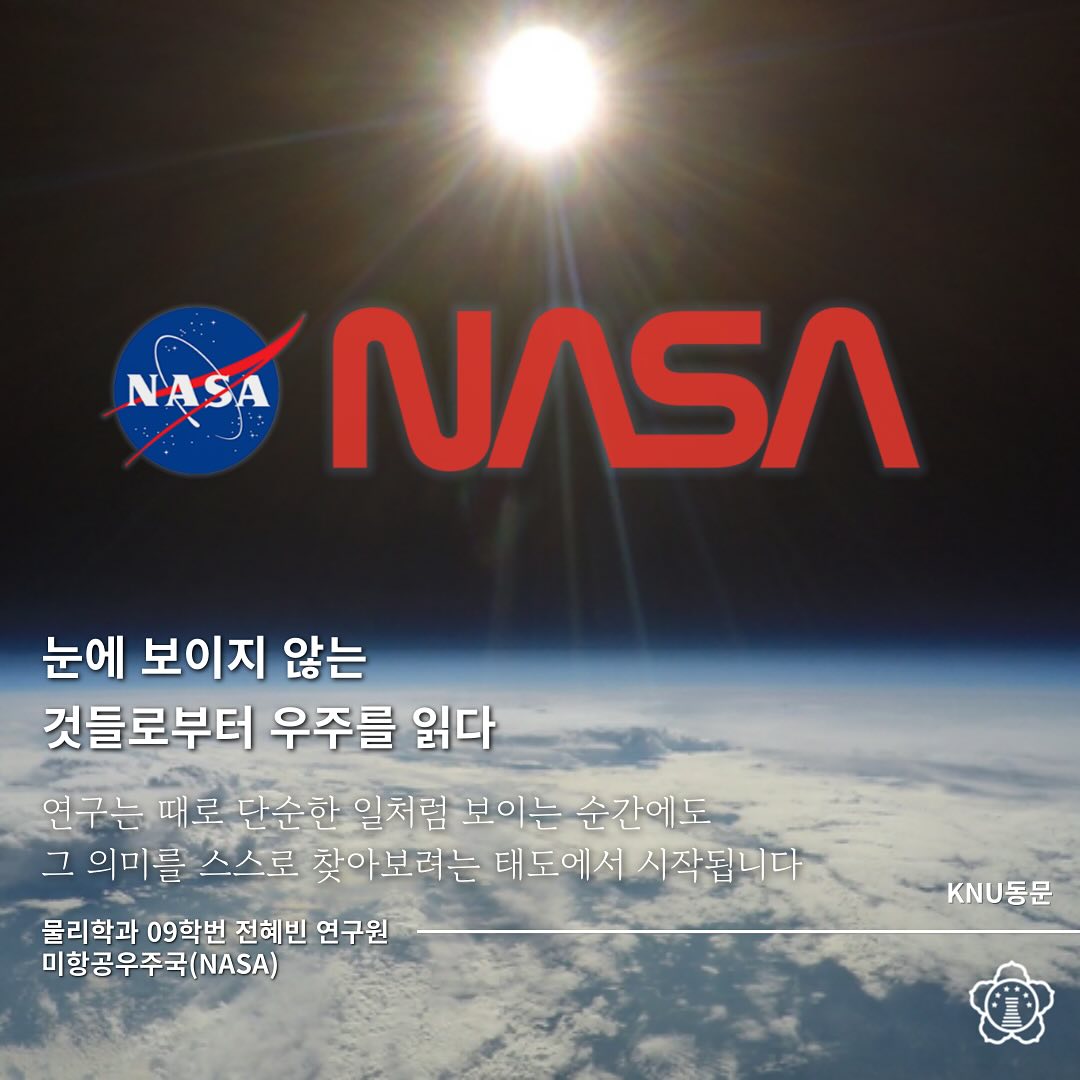 NASA
NASA
눈에 보이지 않는
것들로부터 우주를 읽다
연구는 때로 단순한 일처럼 보이는 순간에도
그 의미를 스스로 찾아보려는 태도에서 시작됩니다
KNU동문
물리학과 09학번 전혜빈 연구원
미항공우주국(NASA)